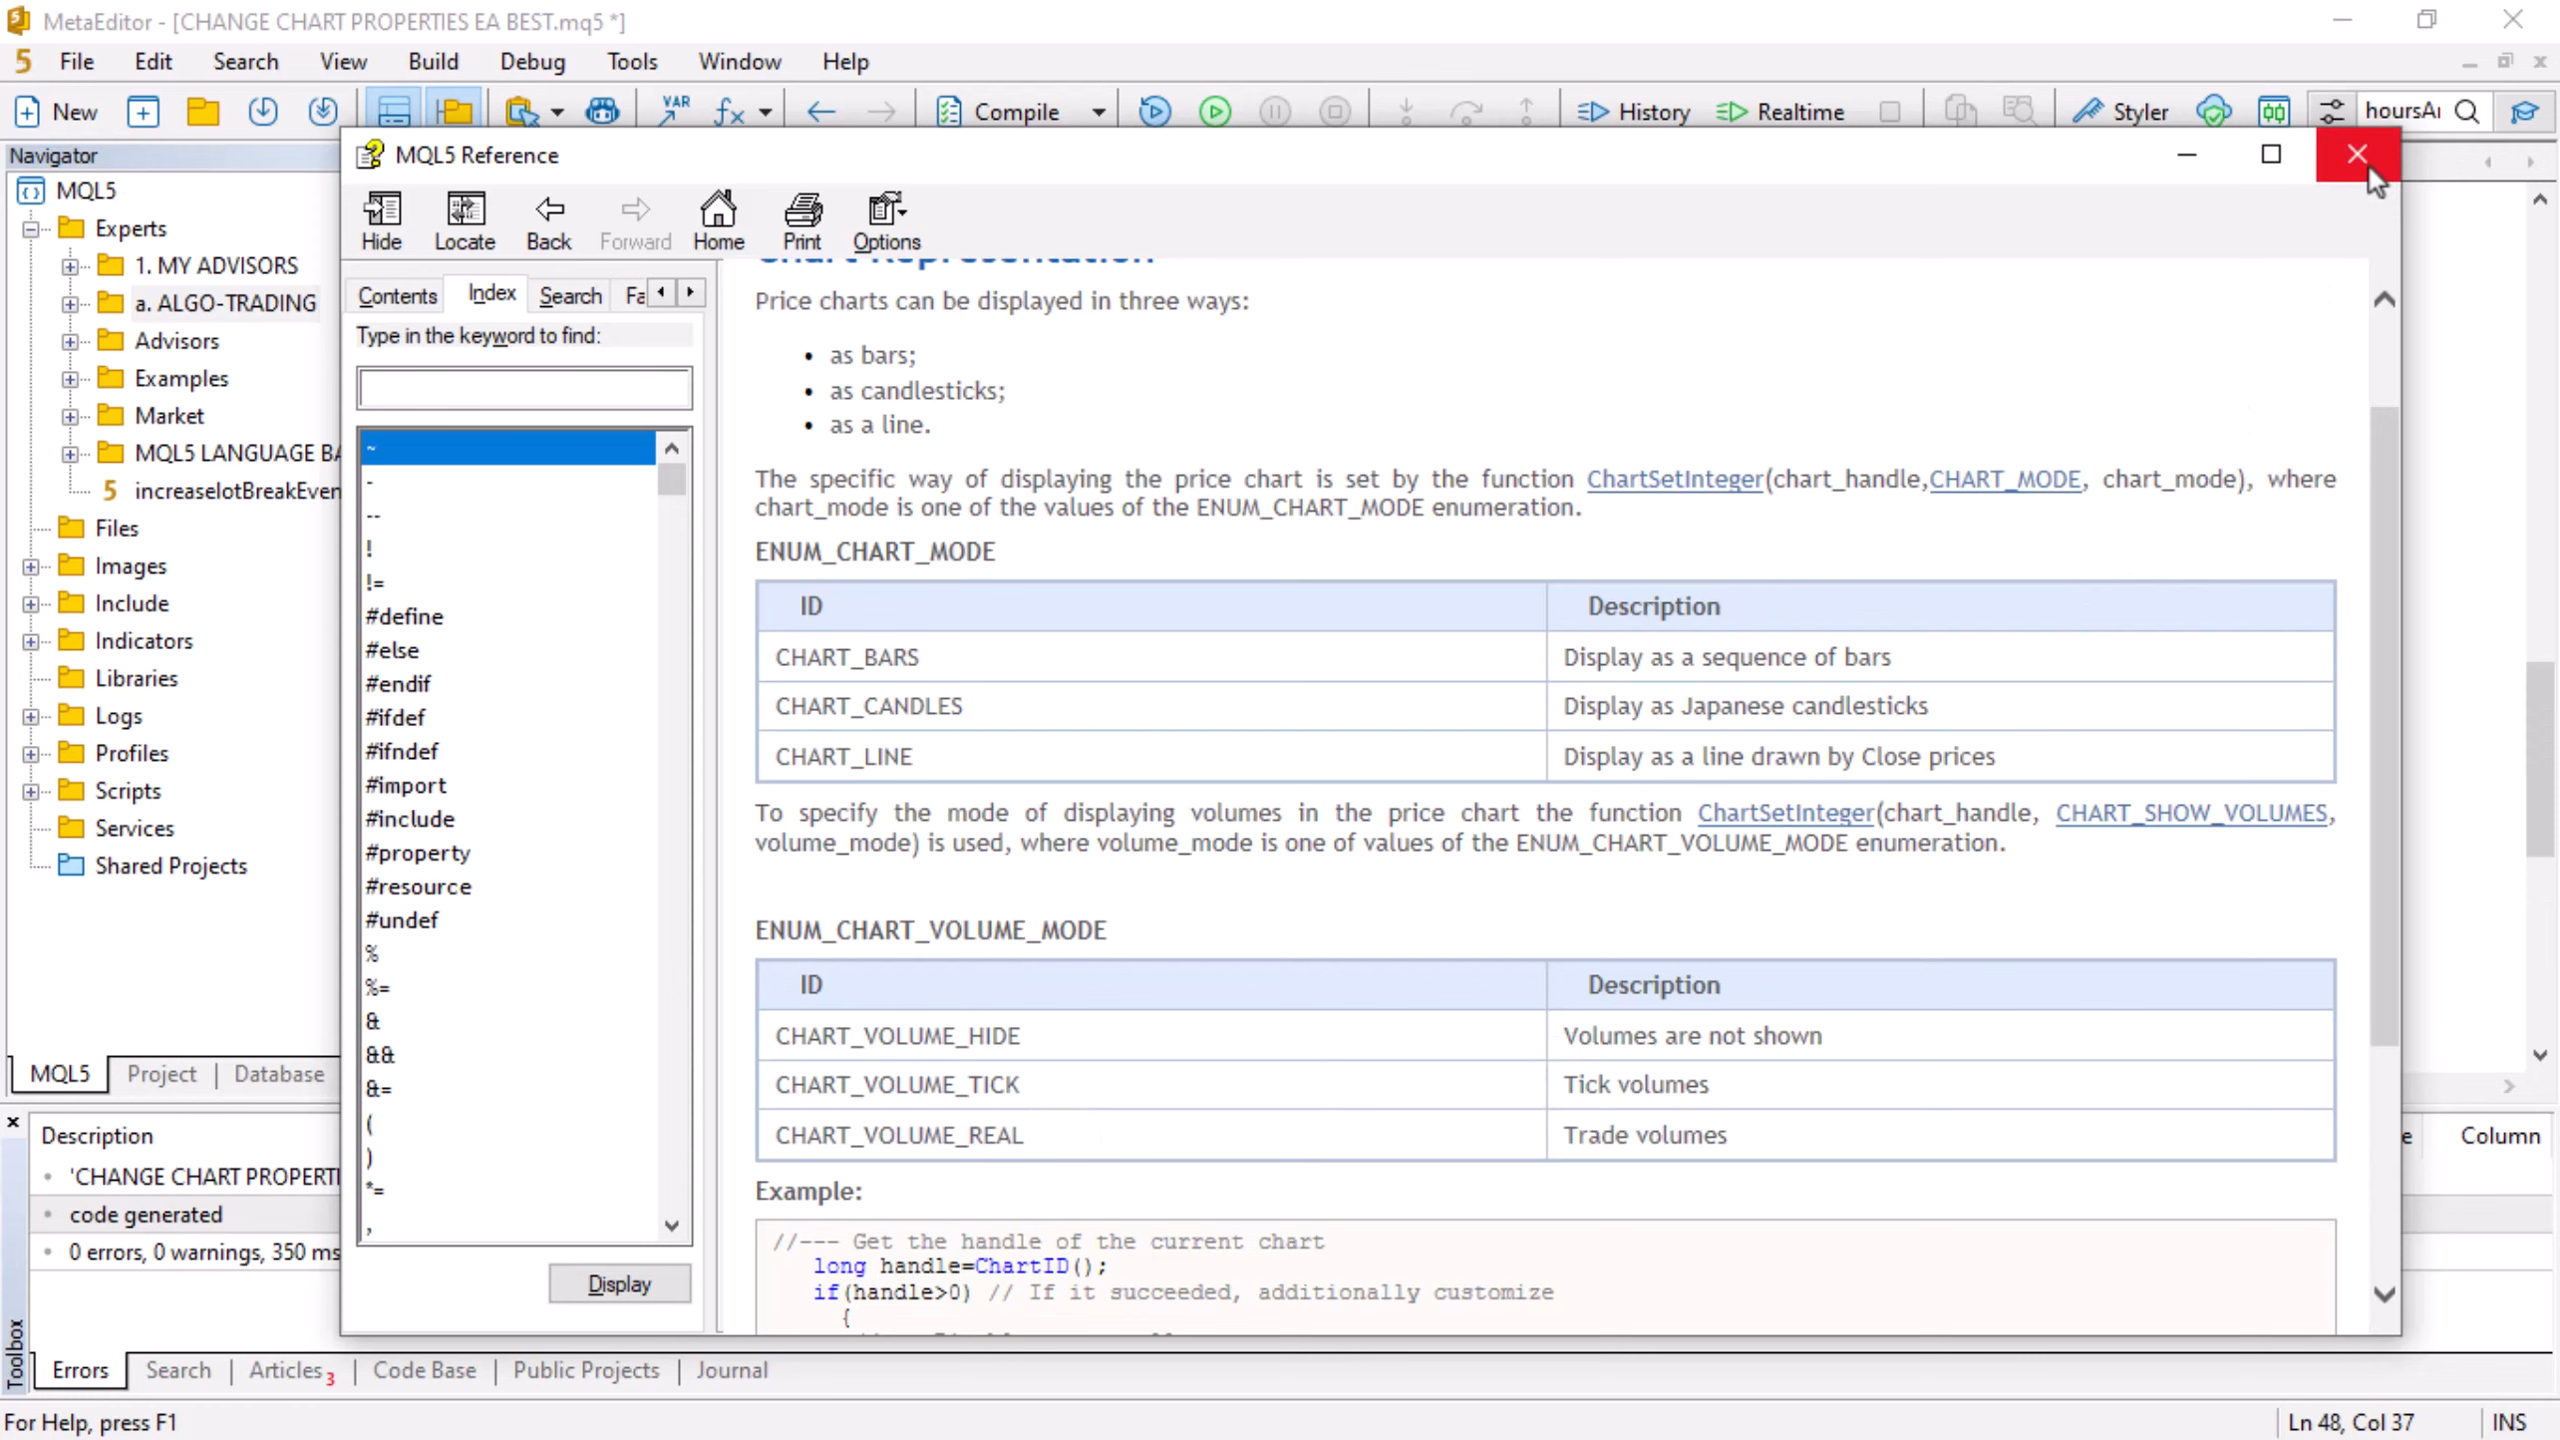 MetaEditor - [CHANGE CHART PROPERTIES EA BEST.mq5 *]
File Edit Search View Build Debug Tools Window Help
New VAR fx Compile History Realtime Styler
Navigator
MQL5
Experts
1. MY ADVISORS
a. ALGO-TRADING
Advisors
Examples
Market
MQL5 LANGUAGE
Files
Images
Include
Indicators
Libraries
Logs
Profiles
Scripts
Services
Shared Projects
MQL5 | Project | Database
MQL5 Reference
Hide Locate Back Forward Home Print Options
Contents Index Search
Type in the keyword to find:
~
-
--
!
!=
#define
#else
#endif
#ifdef
#ifndef
#import
#include
#property
#resource
#undef
%
%=
&
&&
&=
(
)
*=
,
Display
Chart Representation
Price charts can be displayed in three ways:
• as bars;
• as candlesticks;
• as a line.
The specific way of displaying the price chart is set by the function ChartSetInteger(chart_handle,CHART_MODE, chart_mode), where
chart_mode is one of the values of the ENUM_CHART_MODE enumeration.
ENUM_CHART_MODE
ID Description
CHART_BARS Display as a sequence of bars
CHART_CANDLES Display as Japanese candlesticks
CHART_LINE Display as a line drawn by Close prices
To specify the mode of displaying volumes in the price chart the function ChartSetInteger(chart_handle, CHART_SHOW_VOLUMES,
volume_mode) is used, where volume_mode is one of values of the ENUM_CHART_VOLUME_MODE enumeration.
ENUM_CHART_VOLUME_MODE
ID Description
CHART_VOLUME_HIDE Volumes are not shown
CHART_VOLUME_TICK Tick volumes
CHART_VOLUME_REAL Trade volumes
Example:
//--- Get the handle of the current chart
long handle=ChartID();
if(handle>0) // If it succeeded, additionally customize
{
Toolbox
Description Column
'CHANGE CHART
code generated
0 errors, 0 warnings, 350 ms
Errors | Search | Articles 3 | Code Base | Public Projects | Journal
For Help, press F1 Ln 48, Col 37 INS